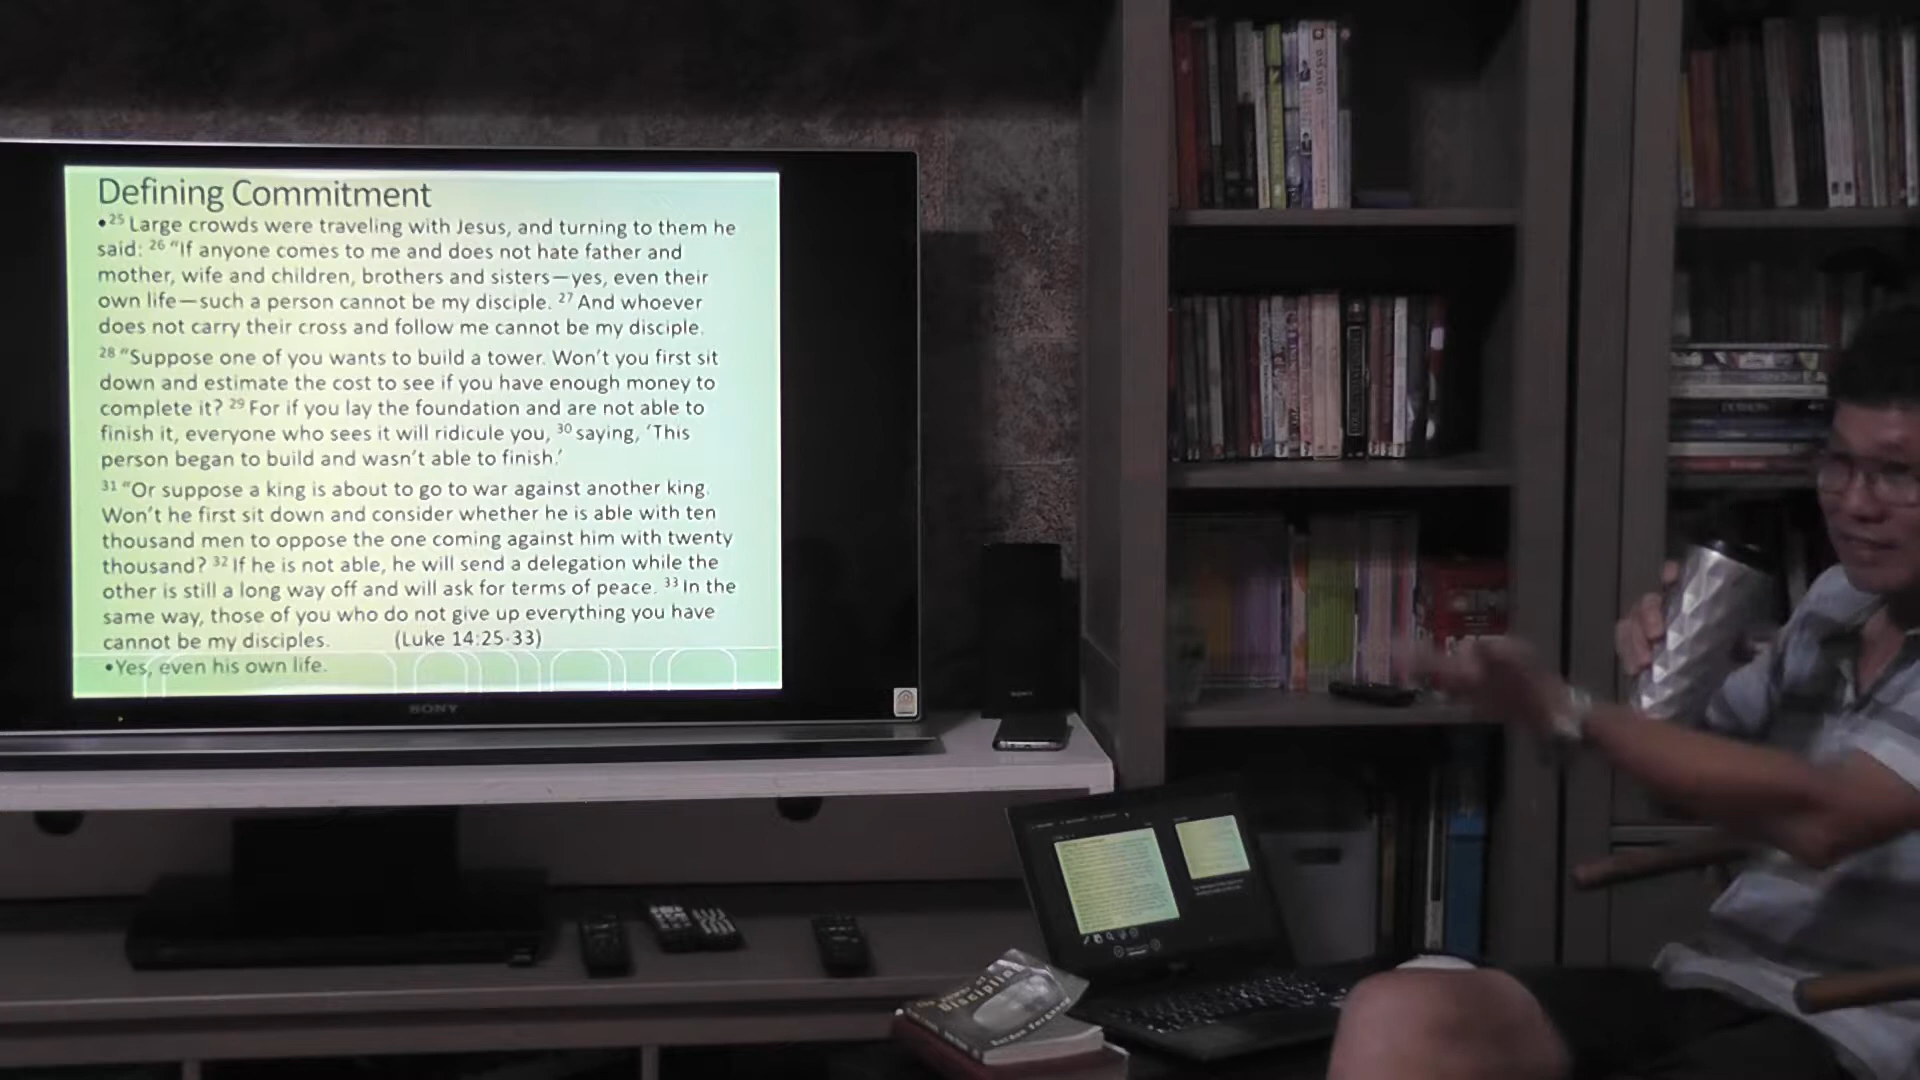 Defining Commitment
•²⁵ Large crowds were traveling with Jesus, and turning to them he
said: ²⁶ “If anyone comes to me and does not hate father and
mother, wife and children, brothers and sisters—yes, even their
own life—such a person cannot be my disciple. ²⁷ And whoever
does not carry their cross and follow me cannot be my disciple.
²⁸ “Suppose one of you wants to build a tower. Won’t you first sit
down and estimate the cost to see if you have enough money to
complete it? ²⁹ For if you lay the foundation and are not able to
finish it, everyone who sees it will ridicule you, ³⁰ saying, ‘This
person began to build and wasn’t able to finish.’
³¹ “Or suppose a king is about to go to war against another king.
Won’t he first sit down and consider whether he is able with ten
thousand men to oppose the one coming against him with twenty
thousand? ³² If he is not able, he will send a delegation while the
other is still a long way off and will ask for terms of peace. ³³ In the
same way, those of you who do not give up everything you have
cannot be my disciples. (Luke 14:25-33)
•Yes, even his own life.
SONY
SONY
Discipling